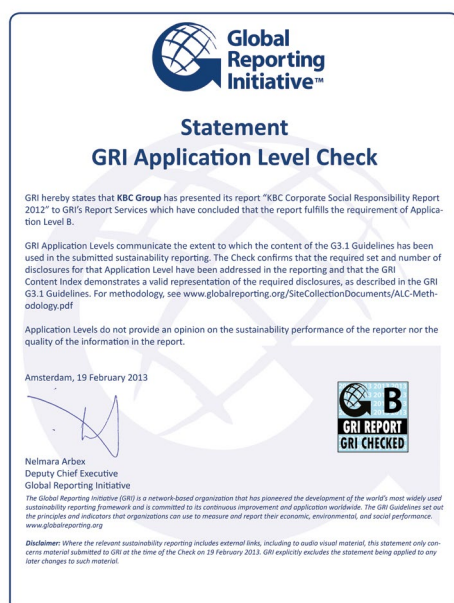 Global
Reporting
Initiative™
Statement
GRI Application Level Check
GRI hereby states that KBC Group has presented its report “KBC Corporate Social Responsibility Report
2012” to GRI’s Report Services which have concluded that the report fulfills the requirement of Applica-
tion Level B.
GRI Application Levels communicate the extent to which the content of the G3.1 Guidelines has been
used in the submitted sustainability reporting. The Check confirms that the required set and number of
disclosures for that Application Level have been addressed in the reporting and that the GRI
Content Index demonstrates a valid representation of the required disclosures, as described in the GRI
G3.1 Guidelines. For methodology, see www.globalreporting.org/SiteCollectionDocuments/ALC-Meth-
odology.pdf
Application Levels do not provide an opinion on the sustainability performance of the reporter nor the
quality of the information in the report.
Amsterdam, 19 February 2013
B
GRI REPORT
GRI CHECKED
Nelmara Arbex
Deputy Chief Executive
Global Reporting Initiative
The Global Reporting Initiative (GRI) is a network-based organization that has pioneered the development of the world’s most widely used
sustainability reporting framework and is committed to its continuous improvement and application worldwide. The GRI Guidelines set out
the principles and indicators that organizations can use to measure and report their economic, environmental, and social performance.
www.globalreporting.org
Disclaimer: Where the relevant sustainability reporting includes external links, including to audio visual material, this statement only con-
cerns material submitted to GRI at the time of the Check on 19 February 2013. GRI explicitly excludes the statement being applied to any
later changes to such material.